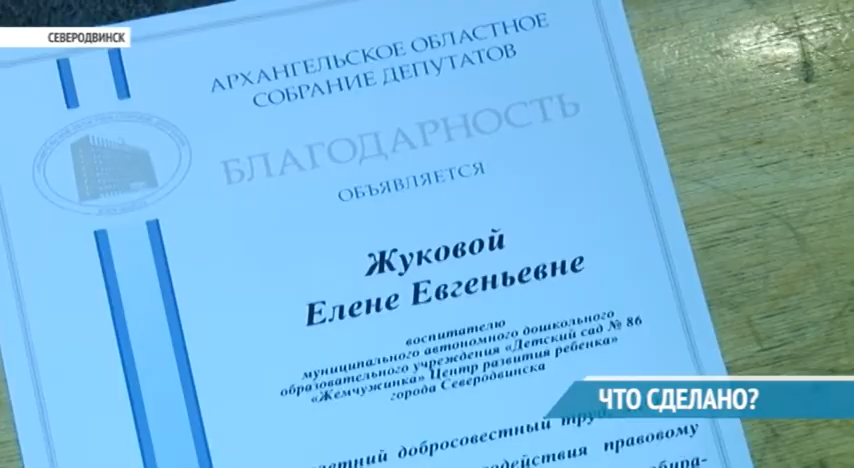 СЕВЕРОДВИНСК
АРХАНГЕЛЬСКОЕ ОБЛАСТНОЕ
СОБРАНИЕ ДЕПУТАТОВ
БЛАГОДАРНОСТЬ
ОБЪЯВЛЯЕТСЯ
Жуковой
Елене Евгеньевне
воспитателю
муниципального автономного дошкольного
образовательного учреждения «Детский сад № 86
«Жемчужинка» Центр развития ребенка»
города Северодвинска
ЧТО СДЕЛАНО?
добросовестный труд,
правовому